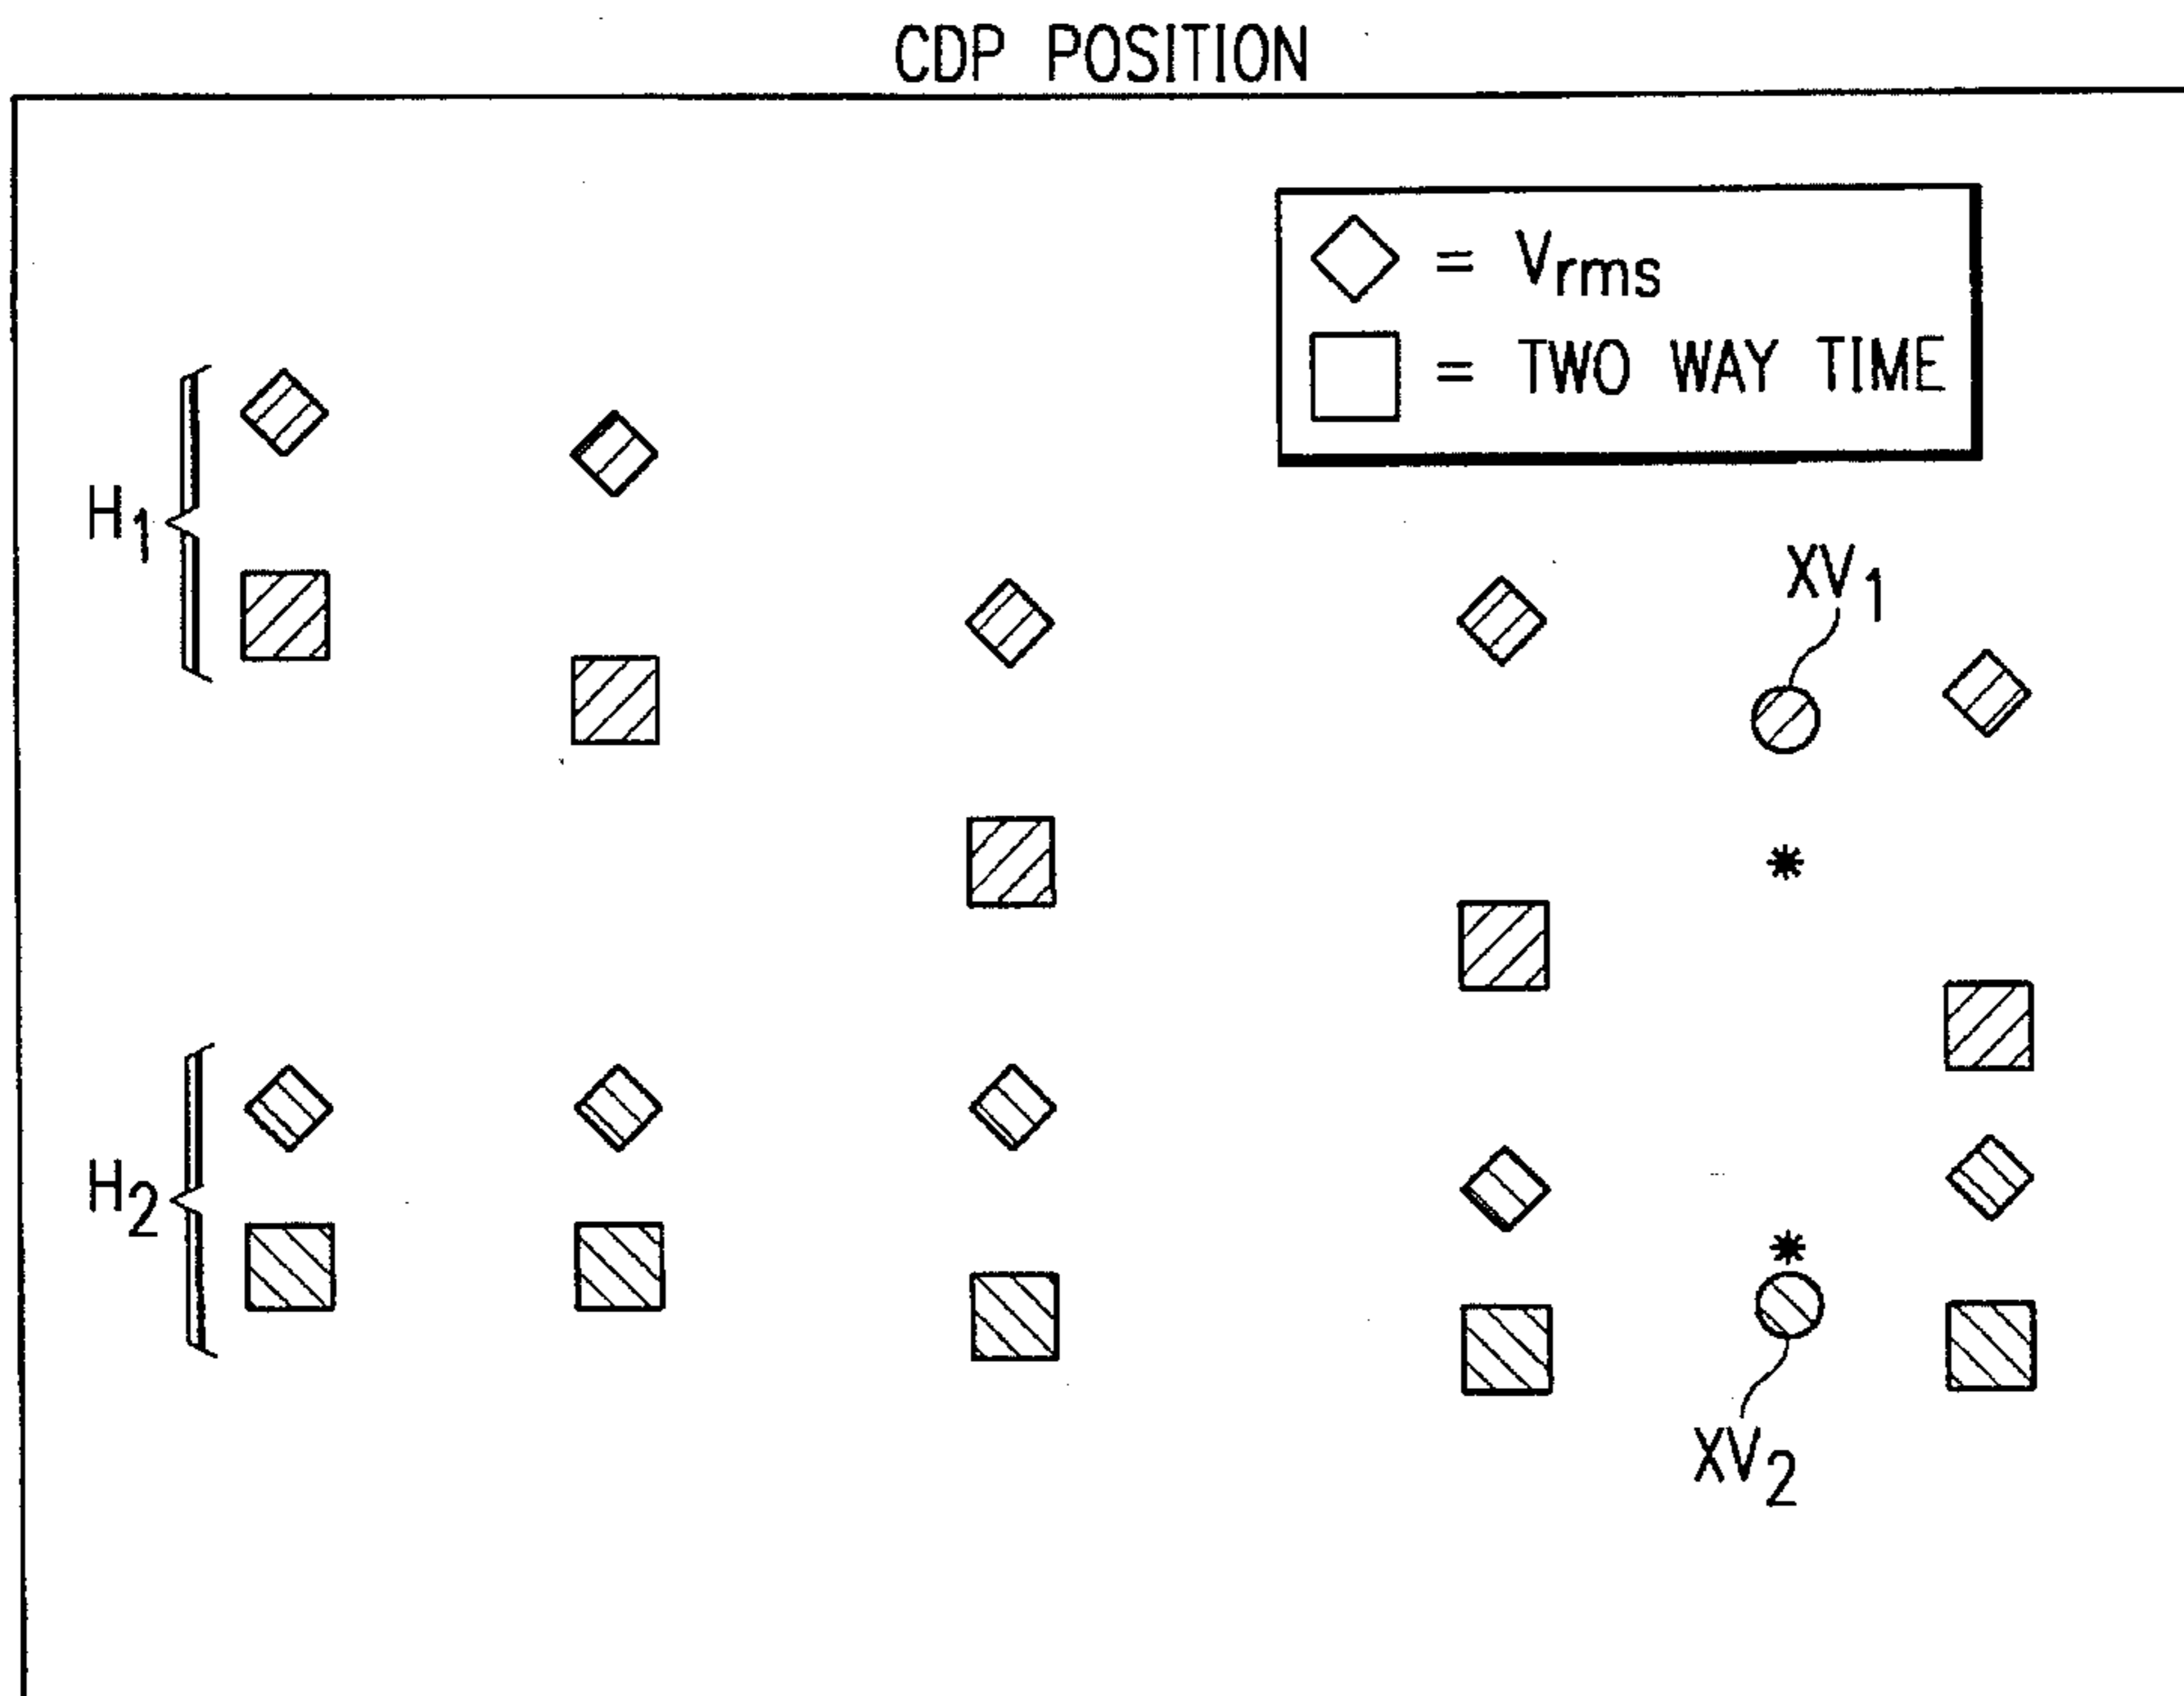 CDP POSITION
= Vrms
= TWO WAY TIME
H1
XV1
*
H2
*
XV2